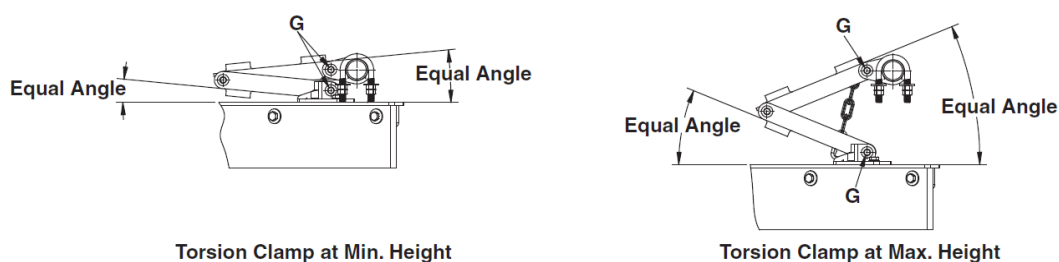 G
Equal Angle
Equal Angle
Torsion Clamp at Min. Height
G
Equal Angle
Equal Angle
G
Torsion Clamp at Max. Height